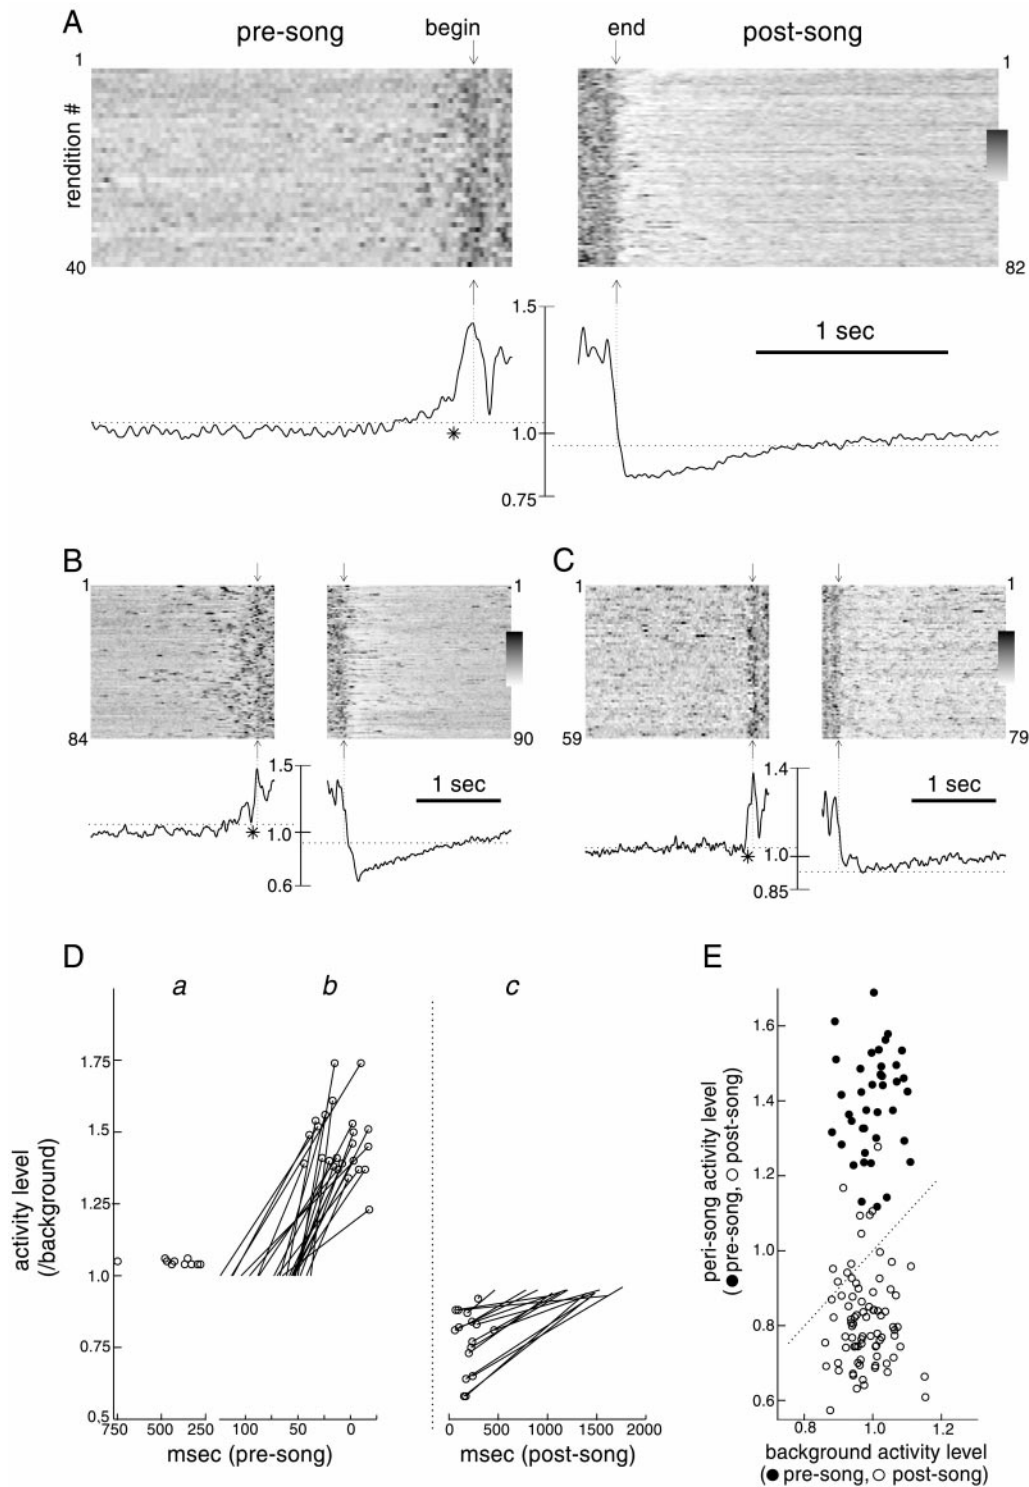 A
pre-song begin end post-song
1 1
rendition #
40 82
1.5
1 sec
1.0
*
0.75
B C
1 1 1 1
84 90 59 79
1.5 1 sec 1.4 1 sec
* 1.0 * 1.0
0.6 0.85
D E
a b c
activity level
(/background)
1.75
1.5
1.25
1.0
0.75
0.5
750 500 250 100 50 0 0 500 1000 1500 2000
msec (pre-song) msec (post-song)
peri-song activity level
(● pre-song, ○ post-song)
1.6
1.4
1.2
1.0
0.8
0.6
0.8 1.0 1.2
background activity level
(● pre-song, ○ post-song)